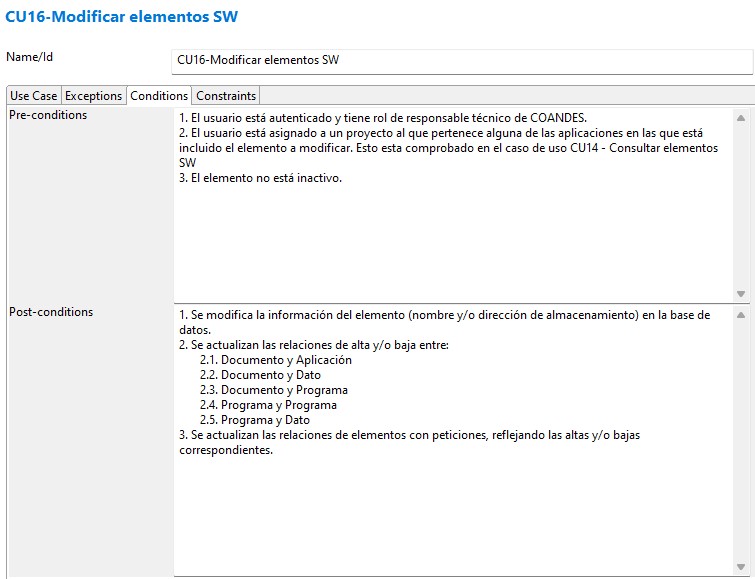 CU16-Modificar elementos SW
Name/Id
CU16-Modificar elementos SW
Use Case Exceptions Conditions Constraints
Pre-conditions
1. El usuario está autenticado y tiene rol de responsable técnico de COANDES.
2. El usuario está asignado a un proyecto al que pertenece alguna de las aplicaciones en las que está
incluido el elemento a modificar. Esto esta comprobado en el caso de uso CU14 - Consultar elementos
SW
3. El elemento no está inactivo.
Post-conditions
1. Se modifica la información del elemento (nombre y/o dirección de almacenamiento) en la base de
datos.
2. Se actualizan las relaciones de alta y/o baja entre:
2.1. Documento y Aplicación
2.2. Documento y Dato
2.3. Documento y Programa
2.4. Programa y Programa
2.5. Programa y Dato
3. Se actualizan las relaciones de elementos con peticiones, reflejando las altas y/o bajas
correspondientes.